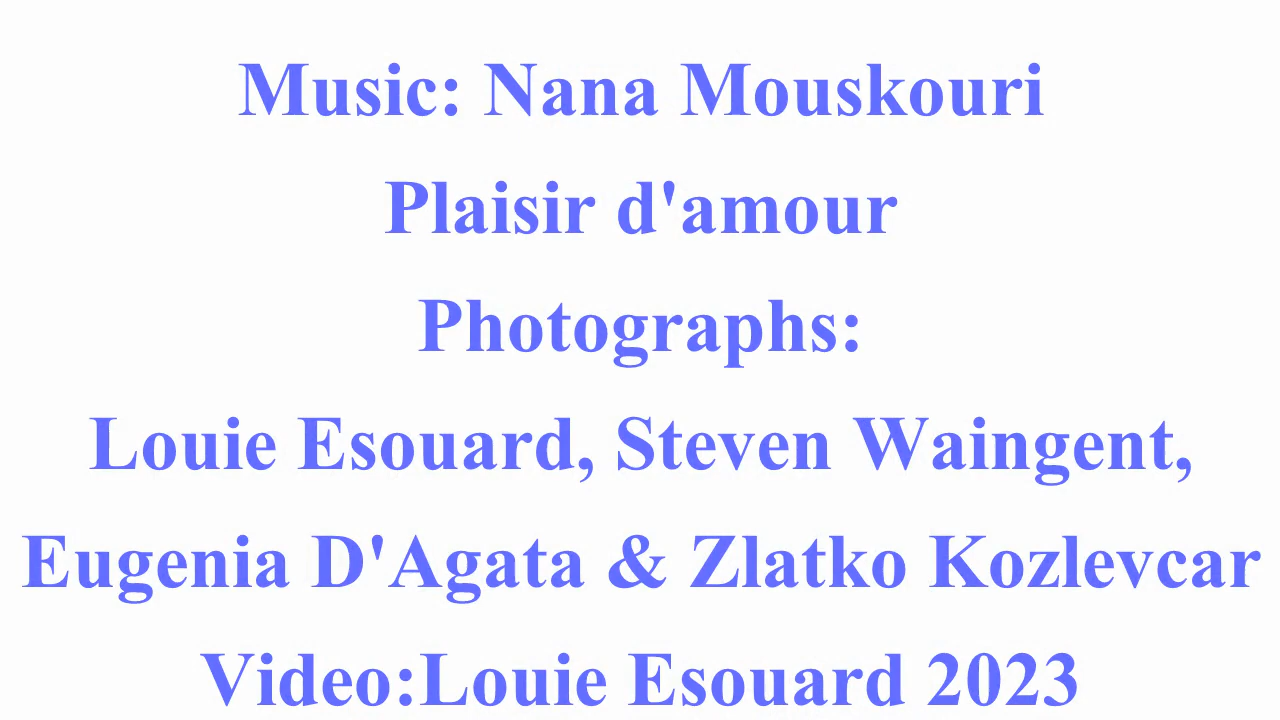 Music: Nana Mouskouri
Plaisir d'amour
Photographs:
Louie Esouard, Steven Waingent,
Eugenia D'Agata & Zlatko Kozlevcar
Video:Louie Esouard 2023